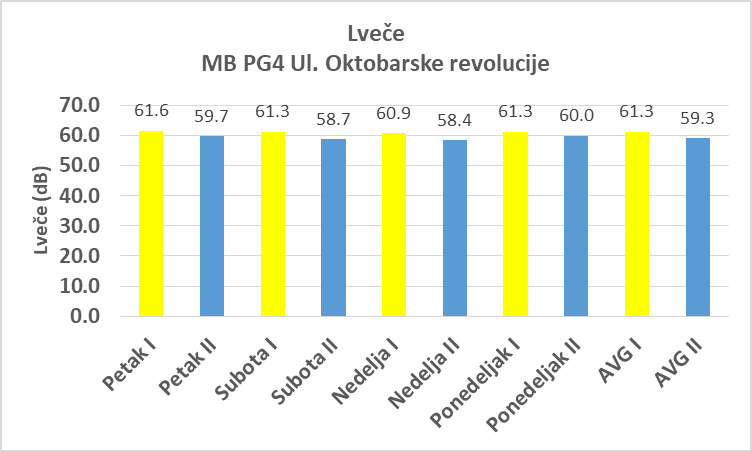 Lveče
MB PG4 Ul. Oktobarske revolucije
Lveče (dB)
70.0
60.0
50.0
40.0
30.0
20.0
10.0
0.0
61.6
59.7
61.3
58.7
60.9
58.4
61.3
60.0
61.3
59.3
Petak I
Petak II
Subota I
Subota II
Nedelja I
Nedelja II
Ponedeljak I
Ponedeljak II
AVG I
AVG II